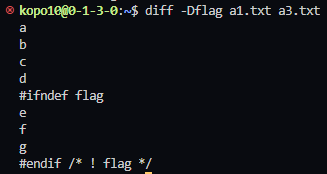 kopo10@0-1-3-0:~$ diff -Dflag a1.txt a3.txt
a
b
c
d
#ifndef flag
e
f
g
#endif /* ! flag */